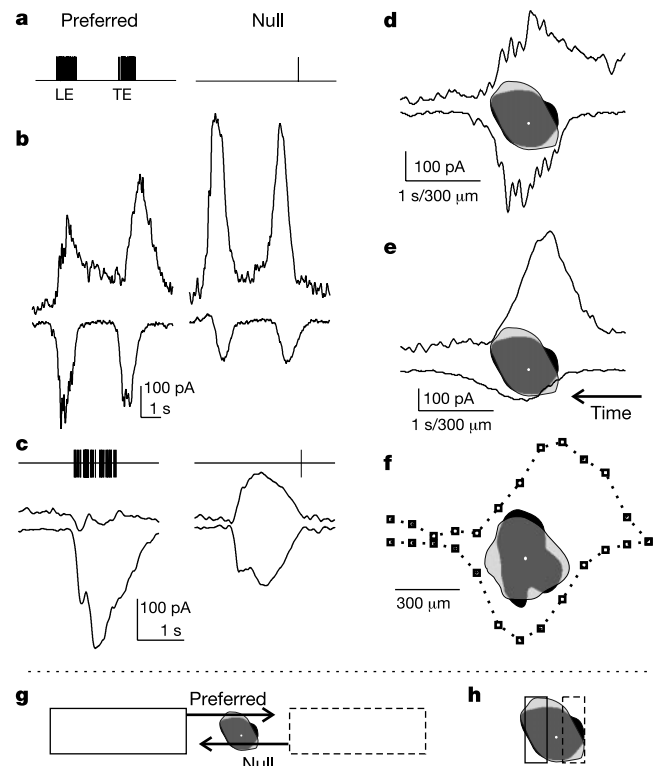 a
Preferred
Null
LE
TE
b
100 pA
1 s
c
100 pA
1 s
d
100 pA
1 s/300 μm
e
100 pA
1 s/300 μm
Time
f
300 μm
g
Preferred
Null
h